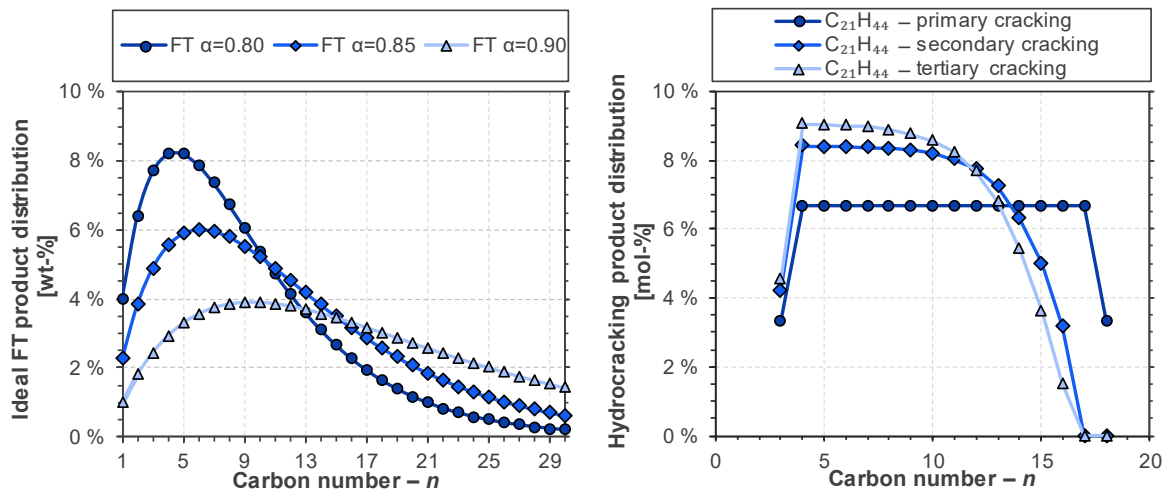 FT α=0.80 FT α=0.85 FT α=0.90
10 %
8 %
6 %
4 %
2 %
0 %
1 5 9 13 17 21 25 29
Carbon number – n
Ideal FT product distribution
[wt-%]
C₂₁H₄₄ – primary cracking
C₂₁H₄₄ – secondary cracking
C₂₁H₄₄ – tertiary cracking
10 %
8 %
6 %
4 %
2 %
0 %
0 5 10 15 20
Carbon number – n
Hydrocracking product distribution
[mol-%]